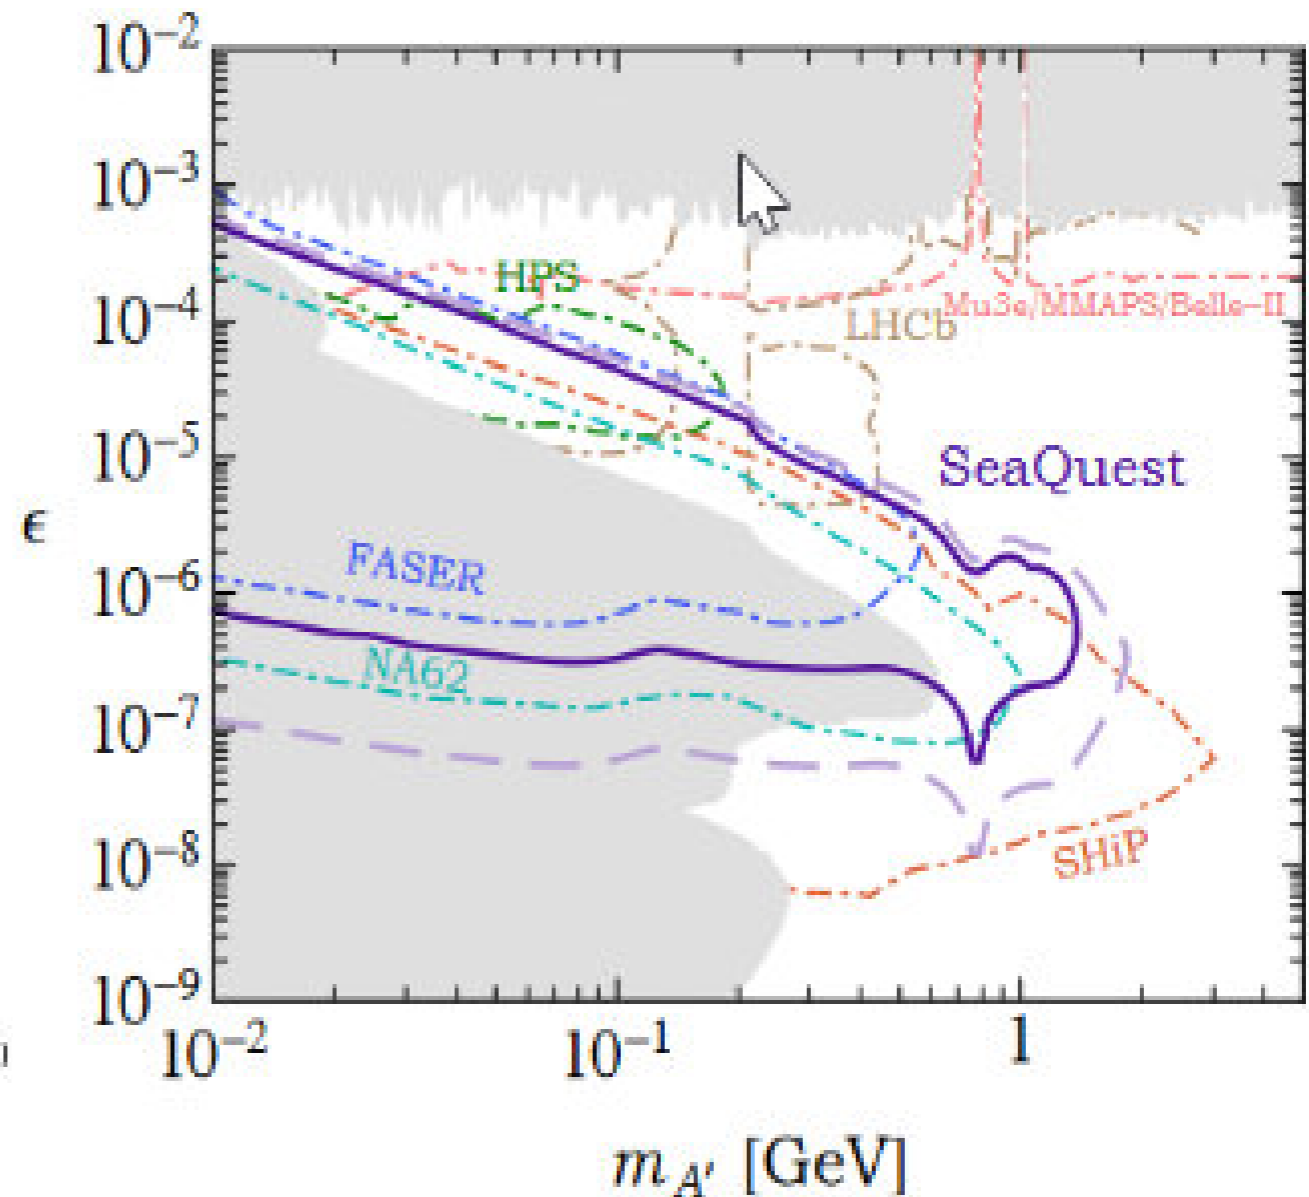 10⁻²
10⁻³
10⁻⁴
10⁻⁵
10⁻⁶
10⁻⁷
10⁻⁸
10⁻⁹
ϵ
HPS
Mu3e/MMAPS/Belle-II
LHCb
SeaQuest
FASER
NA62
SHiP
10⁻² 10⁻¹ 1
m_A′ [GeV]